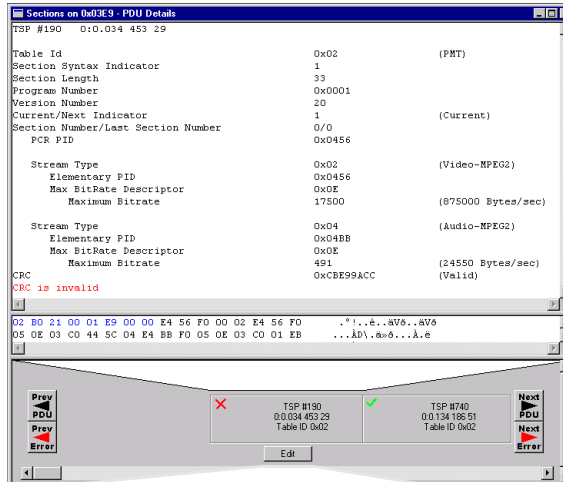 Sections on 0x03E9 - PDU Details
TSP #190 0:0.034 453 29
Table Id 0x02 (PMT)
Section Syntax Indicator 1
Section Length 33
Program Number 0x0001
Version Number 20
Current/Next Indicator 1 (Current)
Section Number/Last Section Number 0/0
PCR PID 0x0456
Stream Type 0x02 (Video-MPEG2)
Elementary PID 0x0456
Max BitRate Descriptor 0x0E
Maximum Bitrate 17500 (875000 Bytes/sec)
Stream Type 0x04 (Audio-MPEG2)
Elementary PID 0x04BB
Max BitRate Descriptor 0x0E
Maximum Bitrate 491 (24550 Bytes/sec)
CRC 0xCBE99ACC (Valid)
CRC is invalid
02 B0 21 00 01 E9 00 00 E4 56 F0 00 02 E4 56 F0 .°!..é..äVð..äVð
05 0E 03 C0 44 5C 04 E4 BB F0 05 0E 03 C0 01 EB ...ÀD\.ä»ð...À.ë
Prev PDU
Prev Error
TSP #190
0:0.034 453 29
Table ID 0x02
TSP #740
0:0.134 186 51
Table ID 0x02
Next PDU
Next Error
Edit